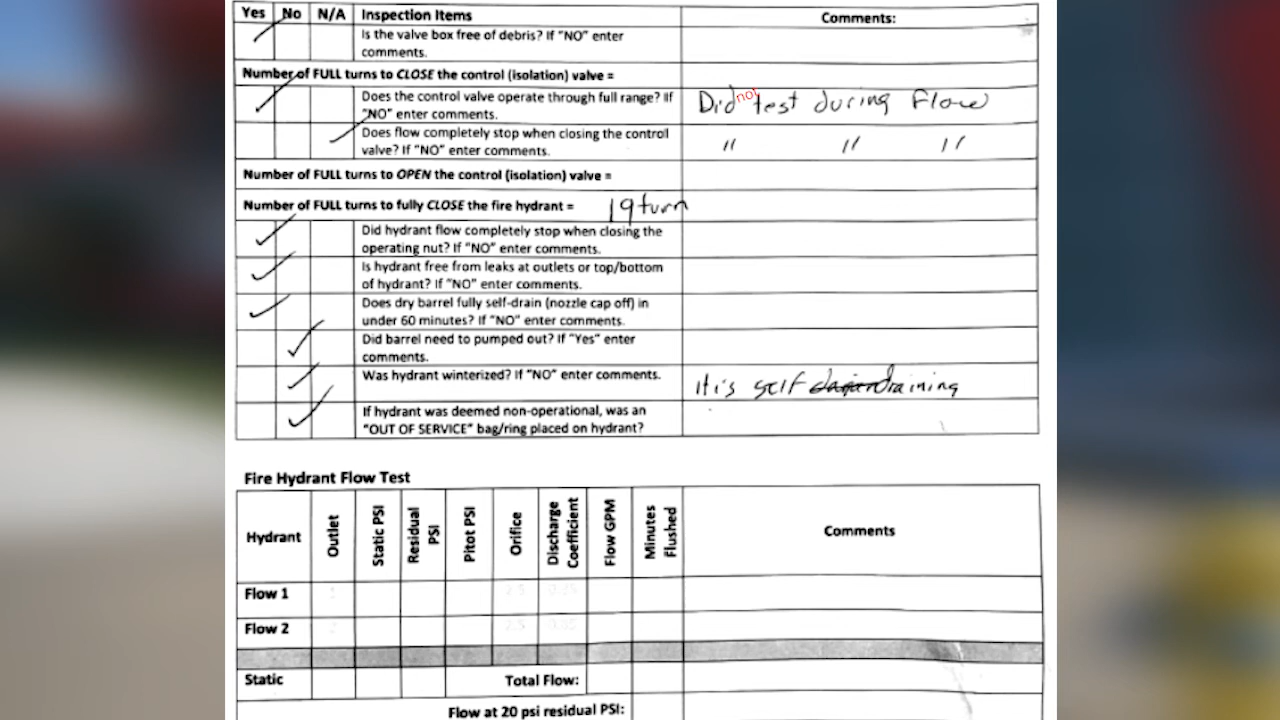 Yes No N/A Inspection Items Comments:
Is the valve box free of debris? If "NO" enter
comments.
Number of FULL turns to CLOSE the control (isolation) valve =
Does the control valve operate through full range? If
"NO" enter comments.
Did not test during Flow
Does flow completely stop when closing the control
valve? If "NO" enter comments.
" " "
Number of FULL turns to OPEN the control (isolation) valve =
Number of FULL turns to fully CLOSE the fire hydrant = 19 turn
Did hydrant flow completely stop when closing the
operating nut? If "NO" enter comments.
Is hydrant free from leaks at outlets or top/bottom
of hydrant? If "NO" enter comments.
Does dry barrel fully self-drain (nozzle cap off) in
under 60 minutes? If "NO" enter comments.
Did barrel need to pumped out? If "Yes" enter
comments.
Was hydrant winterized? If "NO" enter comments.
It is self draining
If hydrant was deemed non-operational, was an
"OUT OF SERVICE" bag/ring placed on hydrant?
Fire Hydrant Flow Test
Hydrant Outlet Static PSI Residual PSI Pitot PSI Orifice Discharge Coefficient Flow GPM Minutes Flushed Comments
Flow 1 2.5
Flow 2 2.5
Static Total Flow:
Flow at 20 psi residual PSI: